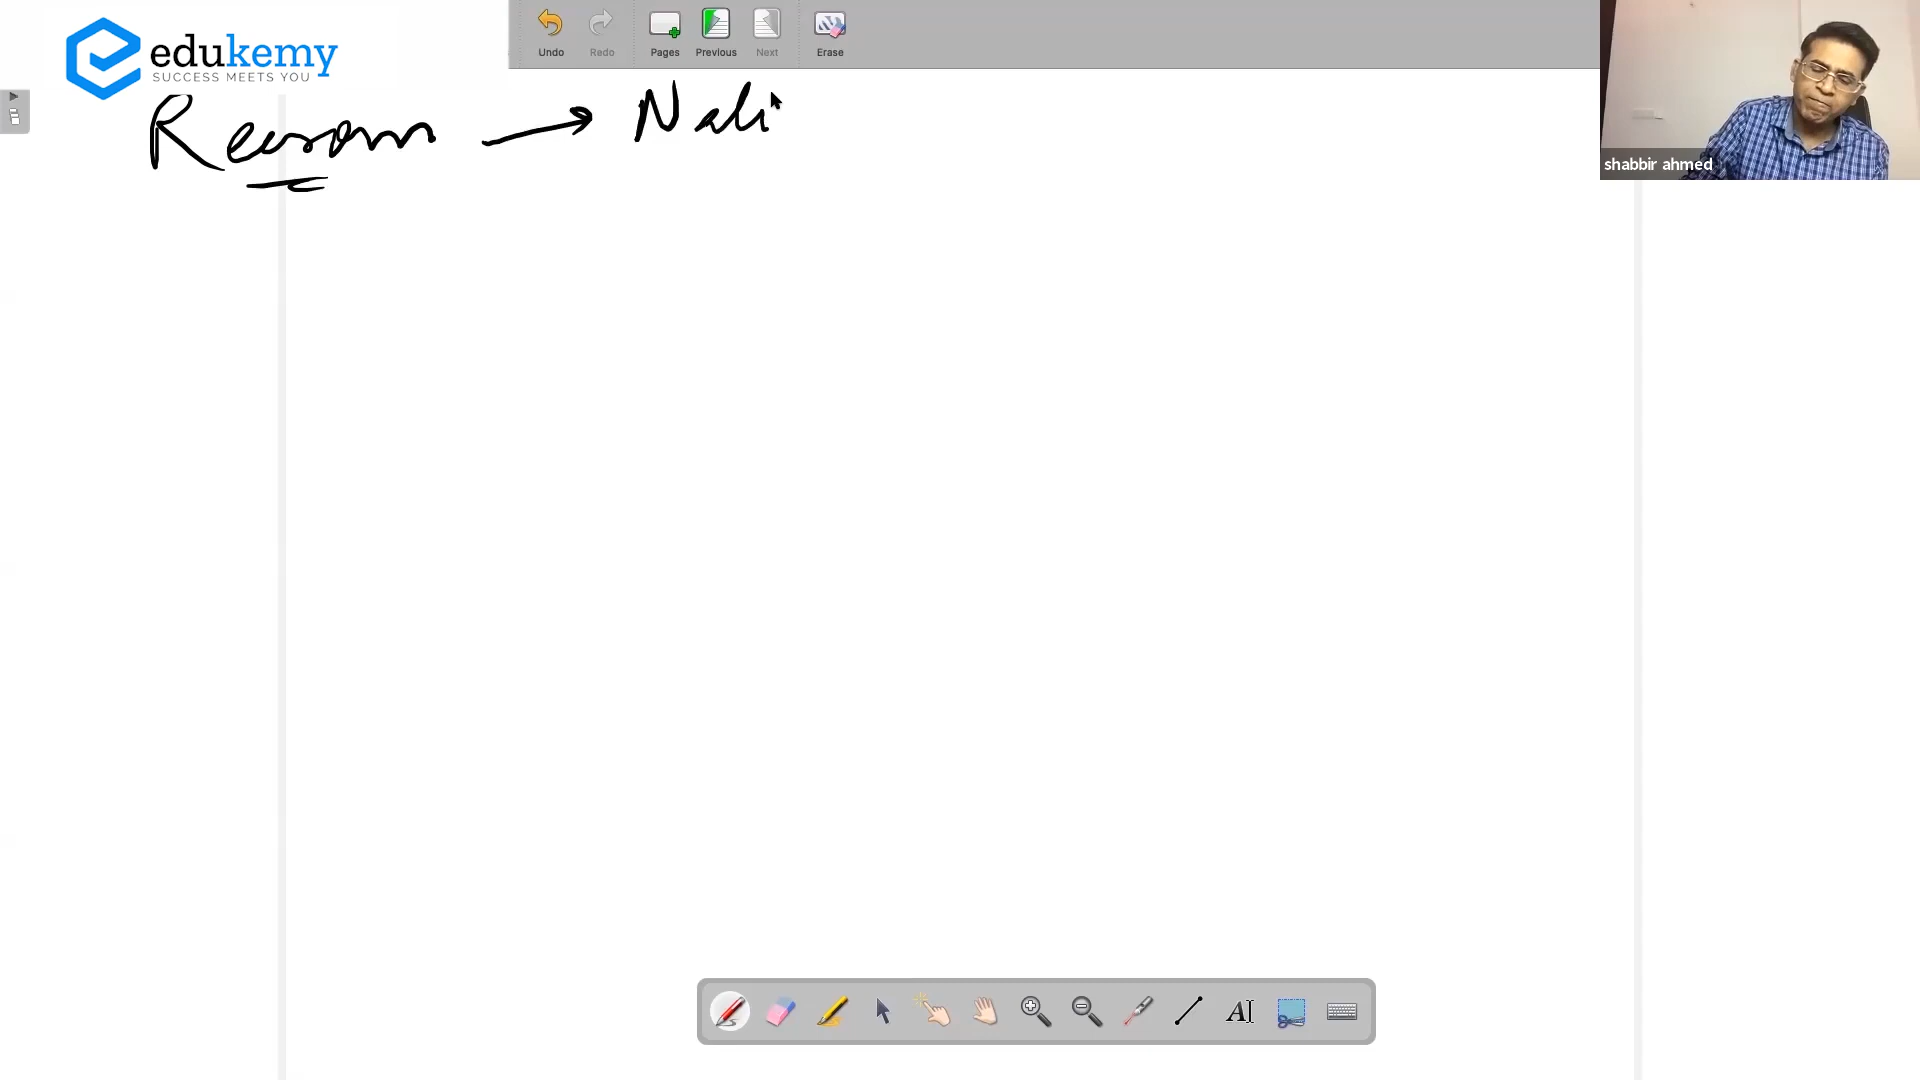 edukemy
SUCCESS MEETS YOU
Undo Redo Pages Previous Next Erase
Reason → Nati
shabbir ahmed